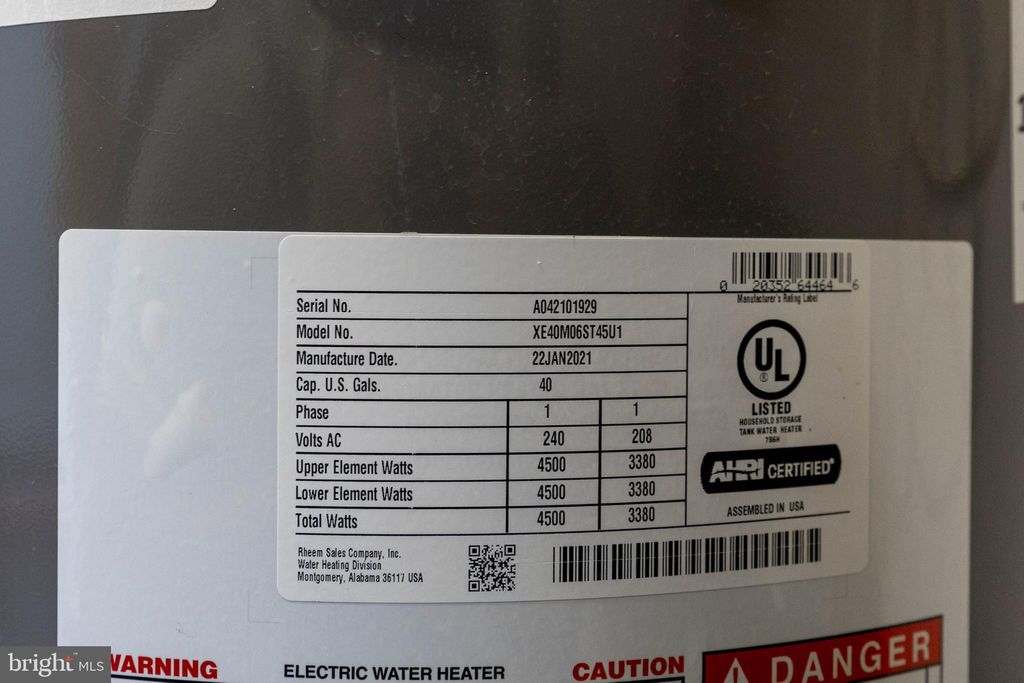 0 20352 64464 6
Manufacturer's Rating Label
Serial No. A042101929
Model No. XE40M06ST45U1
Manufacture Date. 22JAN2021
Cap. U.S. Gals. 40
Phase 1 1
Volts AC 240 208
Upper Element Watts 4500 3380
Lower Element Watts 4500 3380
Total Watts 4500 3380
UL
®
LISTED
HOUSEHOLD STORAGE
TANK WATER HEATER
786H
AHRI CERTIFIED®
ASSEMBLED IN USA
Rheem Sales Company, Inc.
Water Heating Division
Montgomery, Alabama 36117 USA
WARNING
ELECTRIC WATER HEATER
CAUTION
DANGER
bright MLS